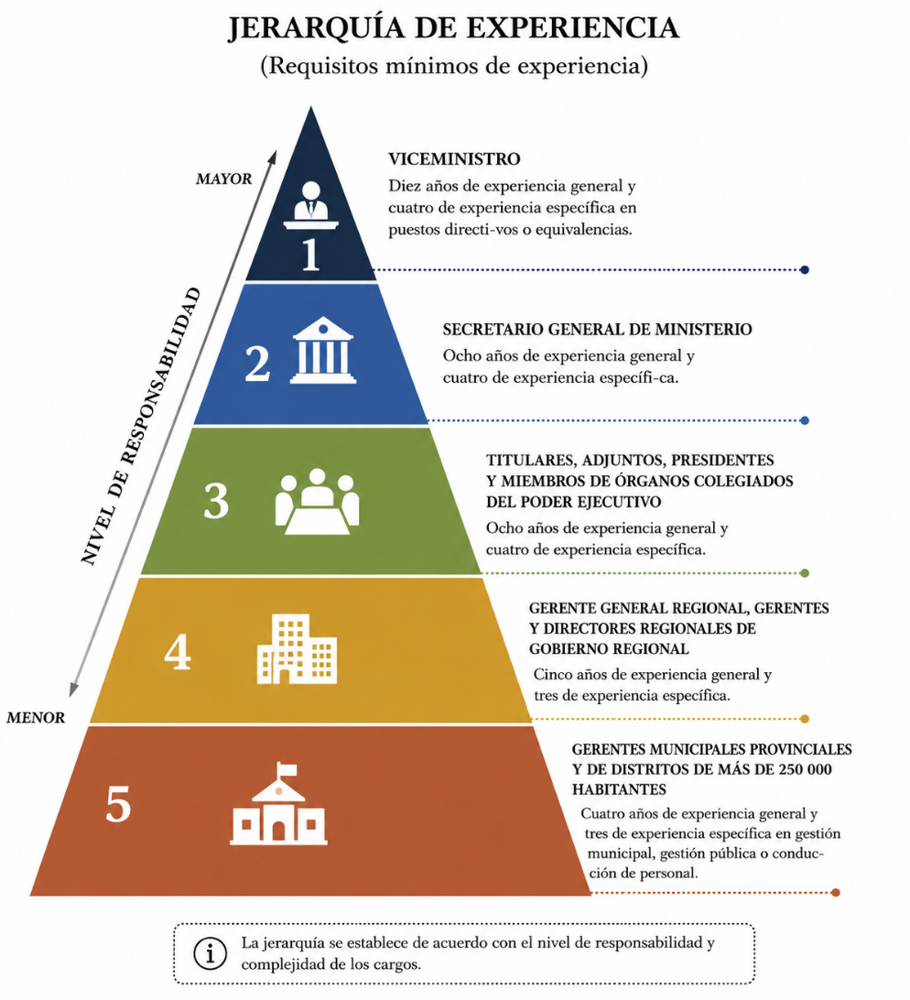 JERARQUÍA DE EXPERIENCIA
(Requisitos mínimos de experiencia)
MAYOR
NIVEL DE RESPONSABILIDAD
MENOR
1
VICEMINISTRO
Diez años de experiencia general y
cuatro de experiencia específica en
puestos directi-vos o equivalencias.
2
SECRETARIO GENERAL DE MINISTERIO
Ocho años de experiencia general y
cuatro de experiencia específi-ca.
3
TITULARES, ADJUNTOS, PRESIDENTES
Y MIEMBROS DE ÓRGANOS COLEGIADOS
DEL PODER EJECUTIVO
Ocho años de experiencia general y
cuatro de experiencia específica.
4
GERENTE GENERAL REGIONAL, GERENTES
Y DIRECTORES REGIONALES DE
GOBIERNO REGIONAL
Cinco años de experiencia general y
tres de experiencia específica.
5
GERENTES MUNICIPALES PROVINCIALES
Y DE DISTRITOS DE MÁS DE 250 000
HABITANTES
Cuatro años de experiencia general y
tres de experiencia específica en gestión
municipal, gestión pública o conduc-
ción de personal.
i
La jerarquía se establece de acuerdo con el nivel de responsabilidad y
complejidad de los cargos.